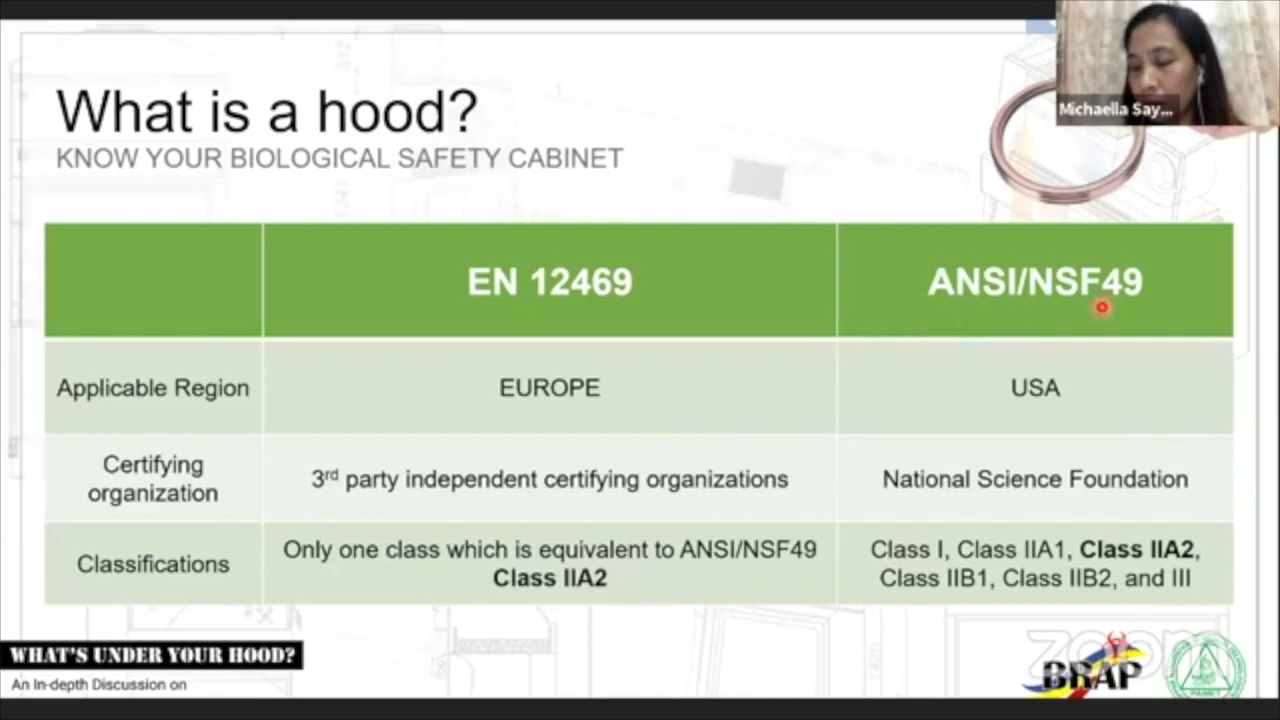 What is a hood?
KNOW YOUR BIOLOGICAL SAFETY CABINET
Michaella Say...
EN 12469
ANSI/NSF49
Applicable Region
EUROPE
USA
Certifying
organization
3rd party independent certifying organizations
National Science Foundation
Classifications
Only one class which is equivalent to ANSI/NSF49
Class IIA2
Class I, Class IIA1, Class IIA2,
Class IIB1, Class IIB2, and III
WHAT'S UNDER YOUR HOOD?
An In-depth Discussion on
zoom
BRAP
PAMET